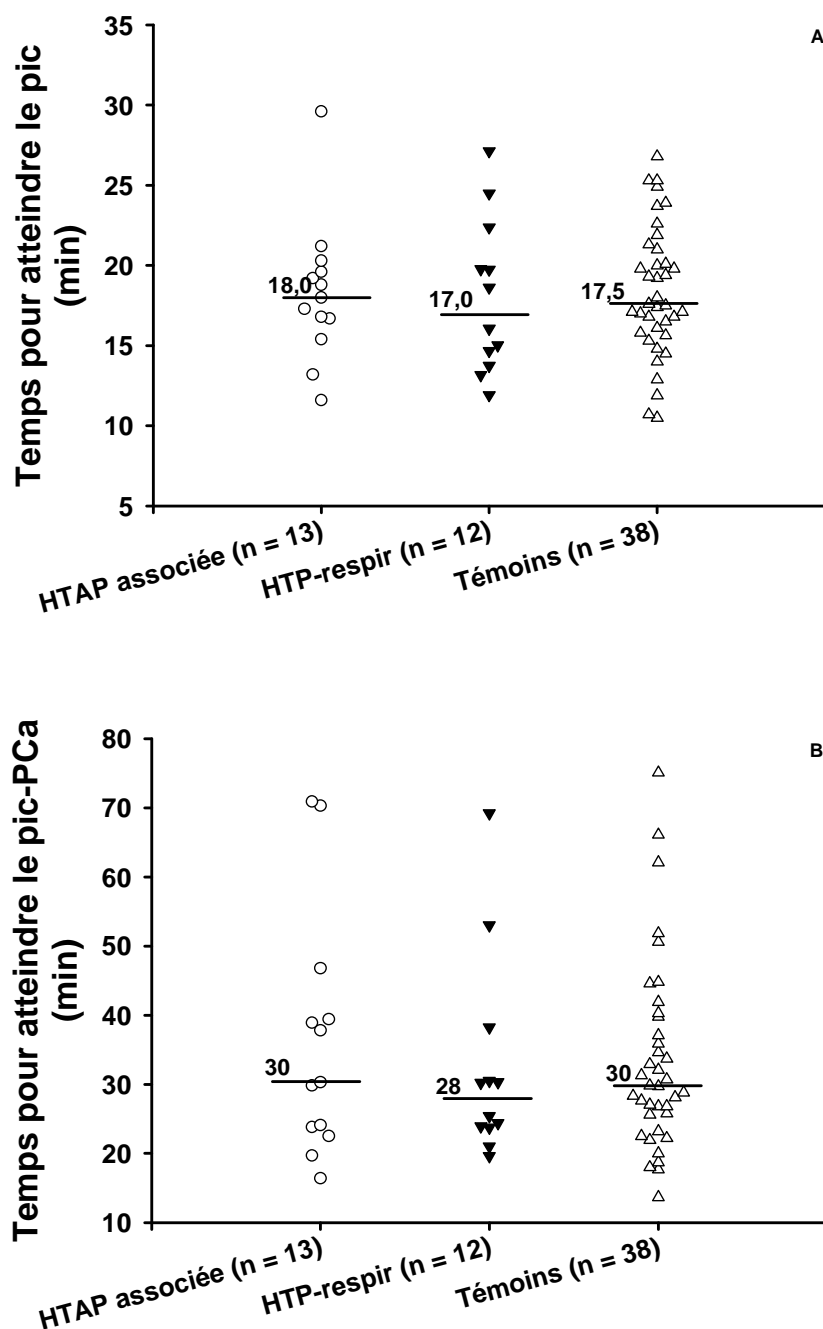 A
Temps pour atteindre le pic
(min)
35
30
25
20
15
10
5
18,0
17,0
17,5
HTAP associée (n = 13)
HTP-respir (n = 12)
Témoins (n = 38)
B
Temps pour atteindre le pic-PCa
(min)
80
70
60
50
40
30
20
10
30
28
30
HTAP associée (n = 13)
HTP-respir (n = 12)
Témoins (n = 38)